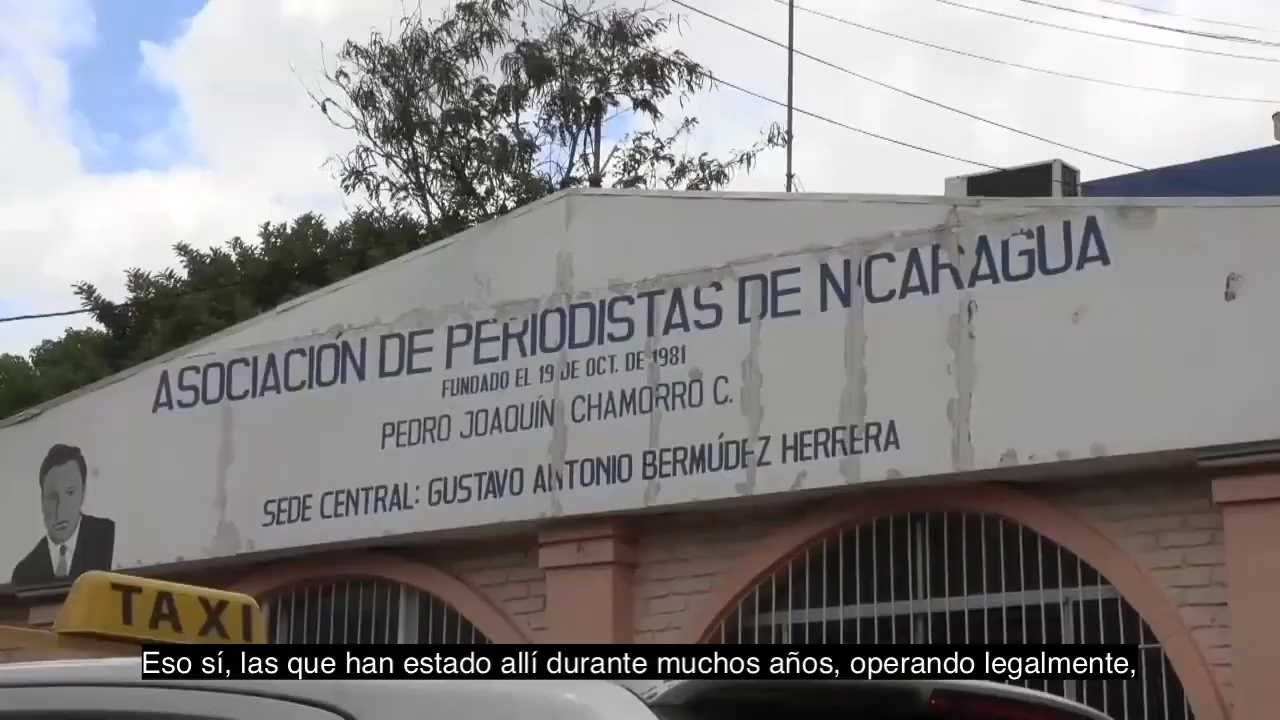 ASOCIACIÓN DE PERIODISTAS DE NICARAGUA
FUNDADO EL 19 DE OCT. DE 1981
PEDRO JOAQUÍN CHAMORRO C.
SEDE CENTRAL: GUSTAVO ANTONIO BERMÚDEZ HERRERA
TAXI
Eso sí, las que han estado allí durante muchos años, operando legalmente,